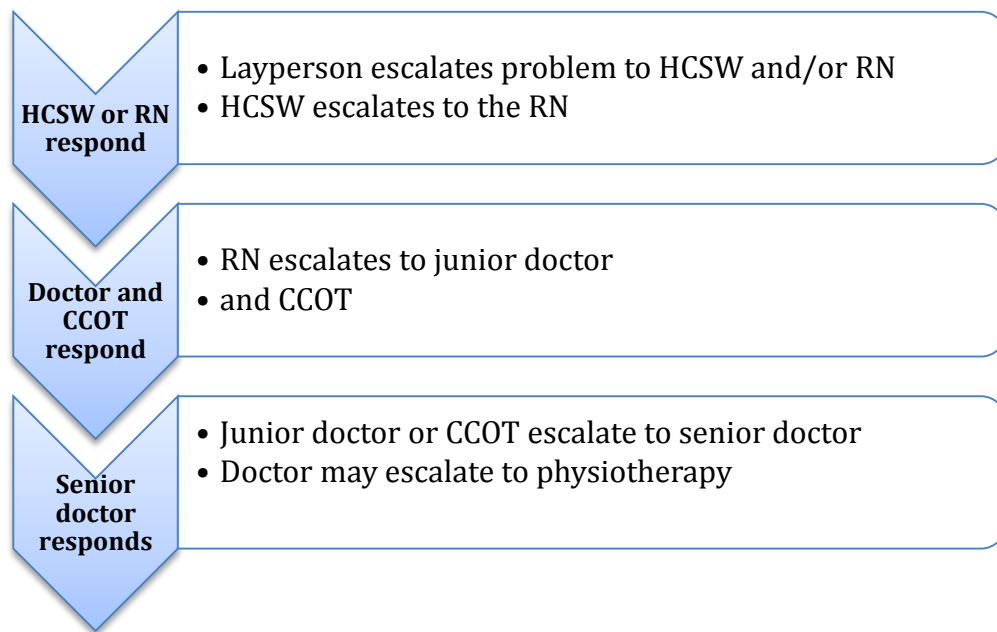 HCSW or RN
respond
• Layperson escalates problem to HCSW and/or RN
• HCSW escalates to the RN
Doctor and
CCOT
respond
• RN escalates to junior doctor
• and CCOT
Senior
doctor
responds
• Junior doctor or CCOT escalate to senior doctor
• Doctor may escalate to physiotherapy